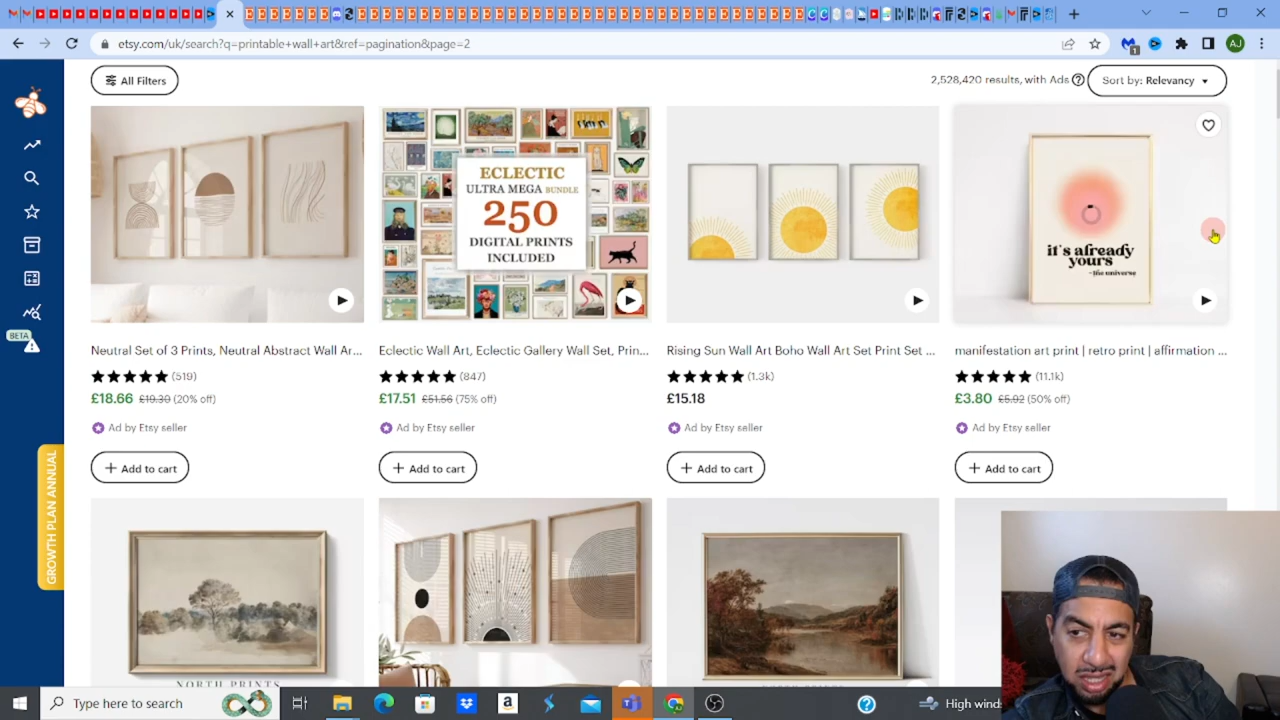 etsy.com/uk/search?q=printable+wall+art&ref=pagination&page=2
1
AJ
All Filters
2,528,420 results, with Ads ?
Sort by: Relevancy
ECLECTIC
ULTRA MEGA BUNDLE
250
DIGITAL PRINTS
INCLUDED
it's already
yours
- the universe
Neutral Set of 3 Prints, Neutral Abstract Wall Ar...
Eclectic Wall Art, Eclectic Gallery Wall Set, Prin...
Rising Sun Wall Art Boho Wall Art Set Print Set ...
manifestation art print | retro print | affirmation ...
(519)
(847)
(1.3k)
(11.1k)
£18.66 £19.30 (20% off)
£17.51 £51.56 (75% off)
£15.18
£3.80 £5.92 (50% off)
Ad by Etsy seller
Ad by Etsy seller
Ad by Etsy seller
Ad by Etsy seller
+ Add to cart
+ Add to cart
+ Add to cart
+ Add to cart
BETA
GROWTH PLAN ANNUAL
NORTH PRINTS
Type here to search
High wind